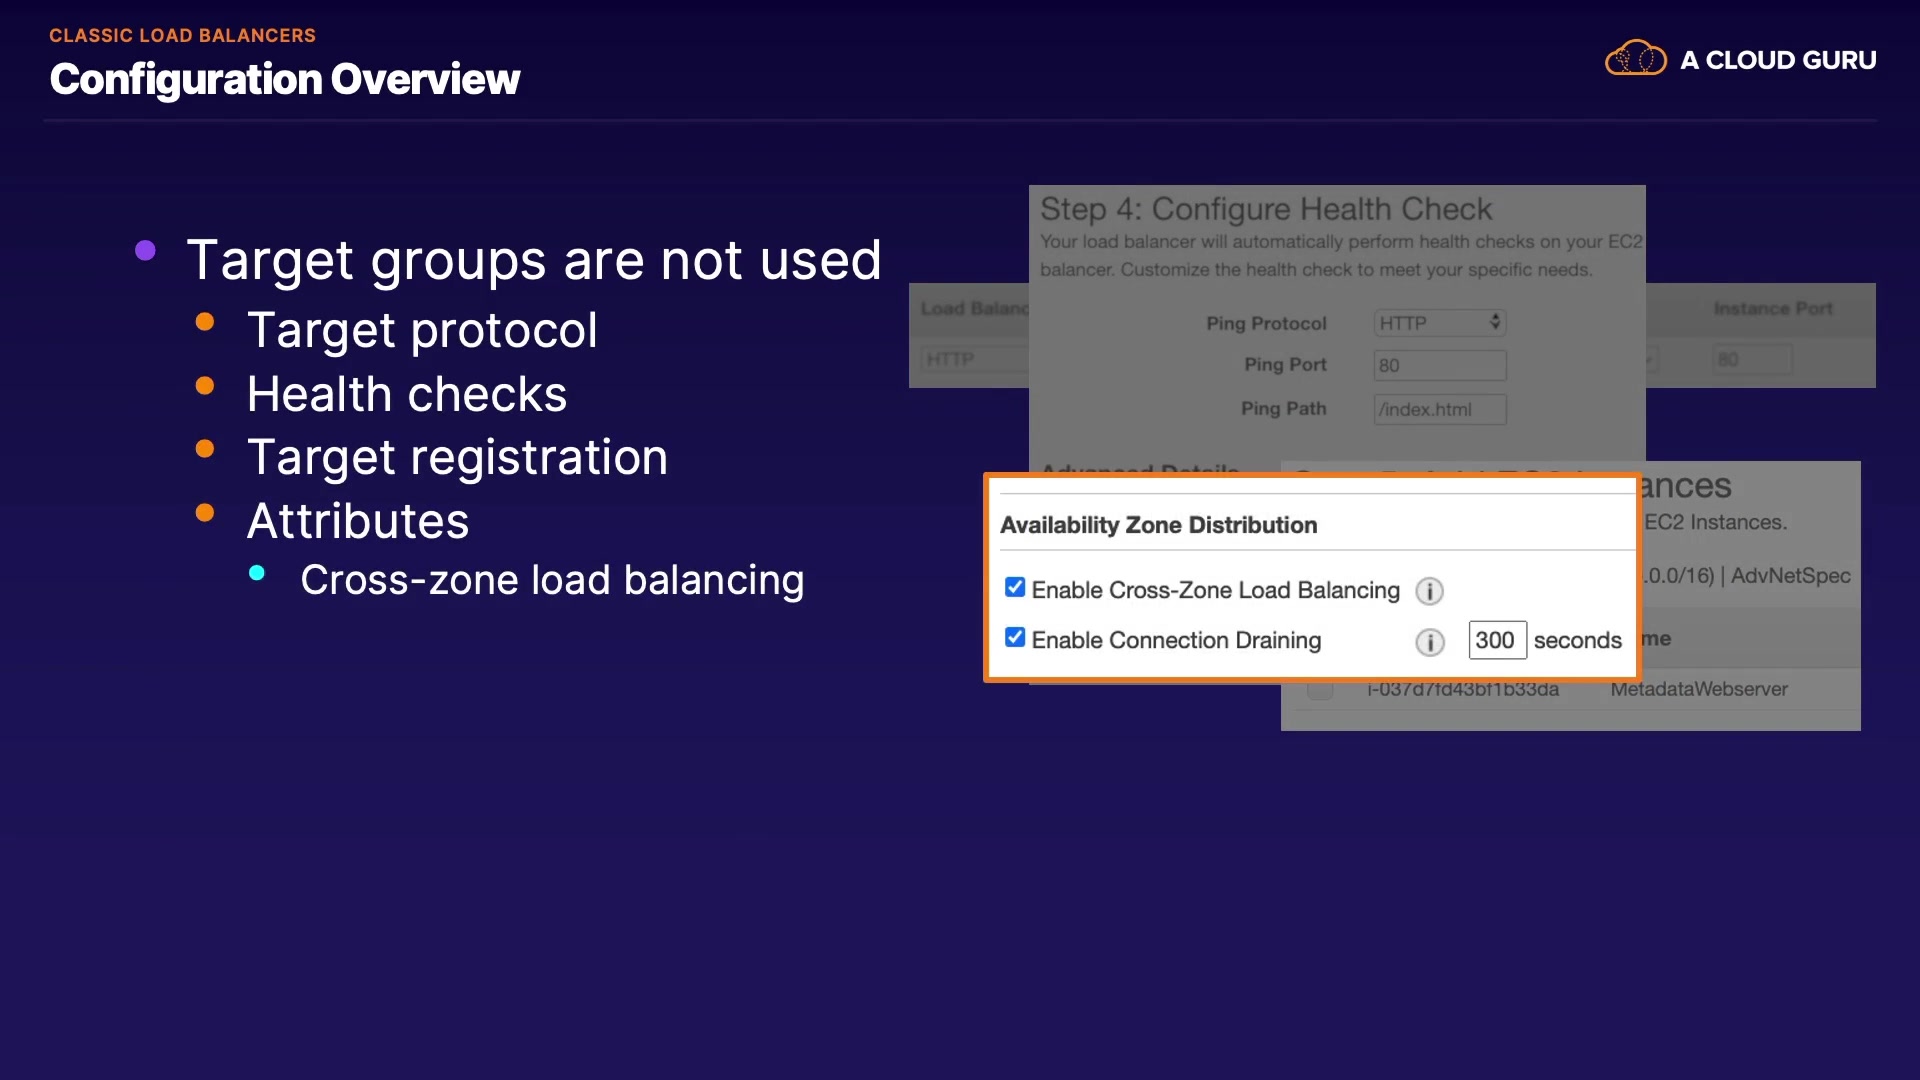 CLASSIC LOAD BALANCERS
Configuration Overview
A CLOUD GURU
Target groups are not used
Target protocol
Health checks
Target registration
Attributes
Cross-zone load balancing
Step 4: Configure Health Check
Your load balancer will automatically perform health checks on your EC2
balancer. Customize the health check to meet your specific needs.
Load Balanc
Instance Port
HTTP
80
Ping Protocol HTTP
Ping Port 80
Ping Path /index.html
Advanced Details
ances
EC2 Instances.
.0.0/16) | AdvNetSpec
me
i-037d7fd43bf1b33da MetadataWebserver
Availability Zone Distribution
Enable Cross-Zone Load Balancing i
Enable Connection Draining i 300 seconds